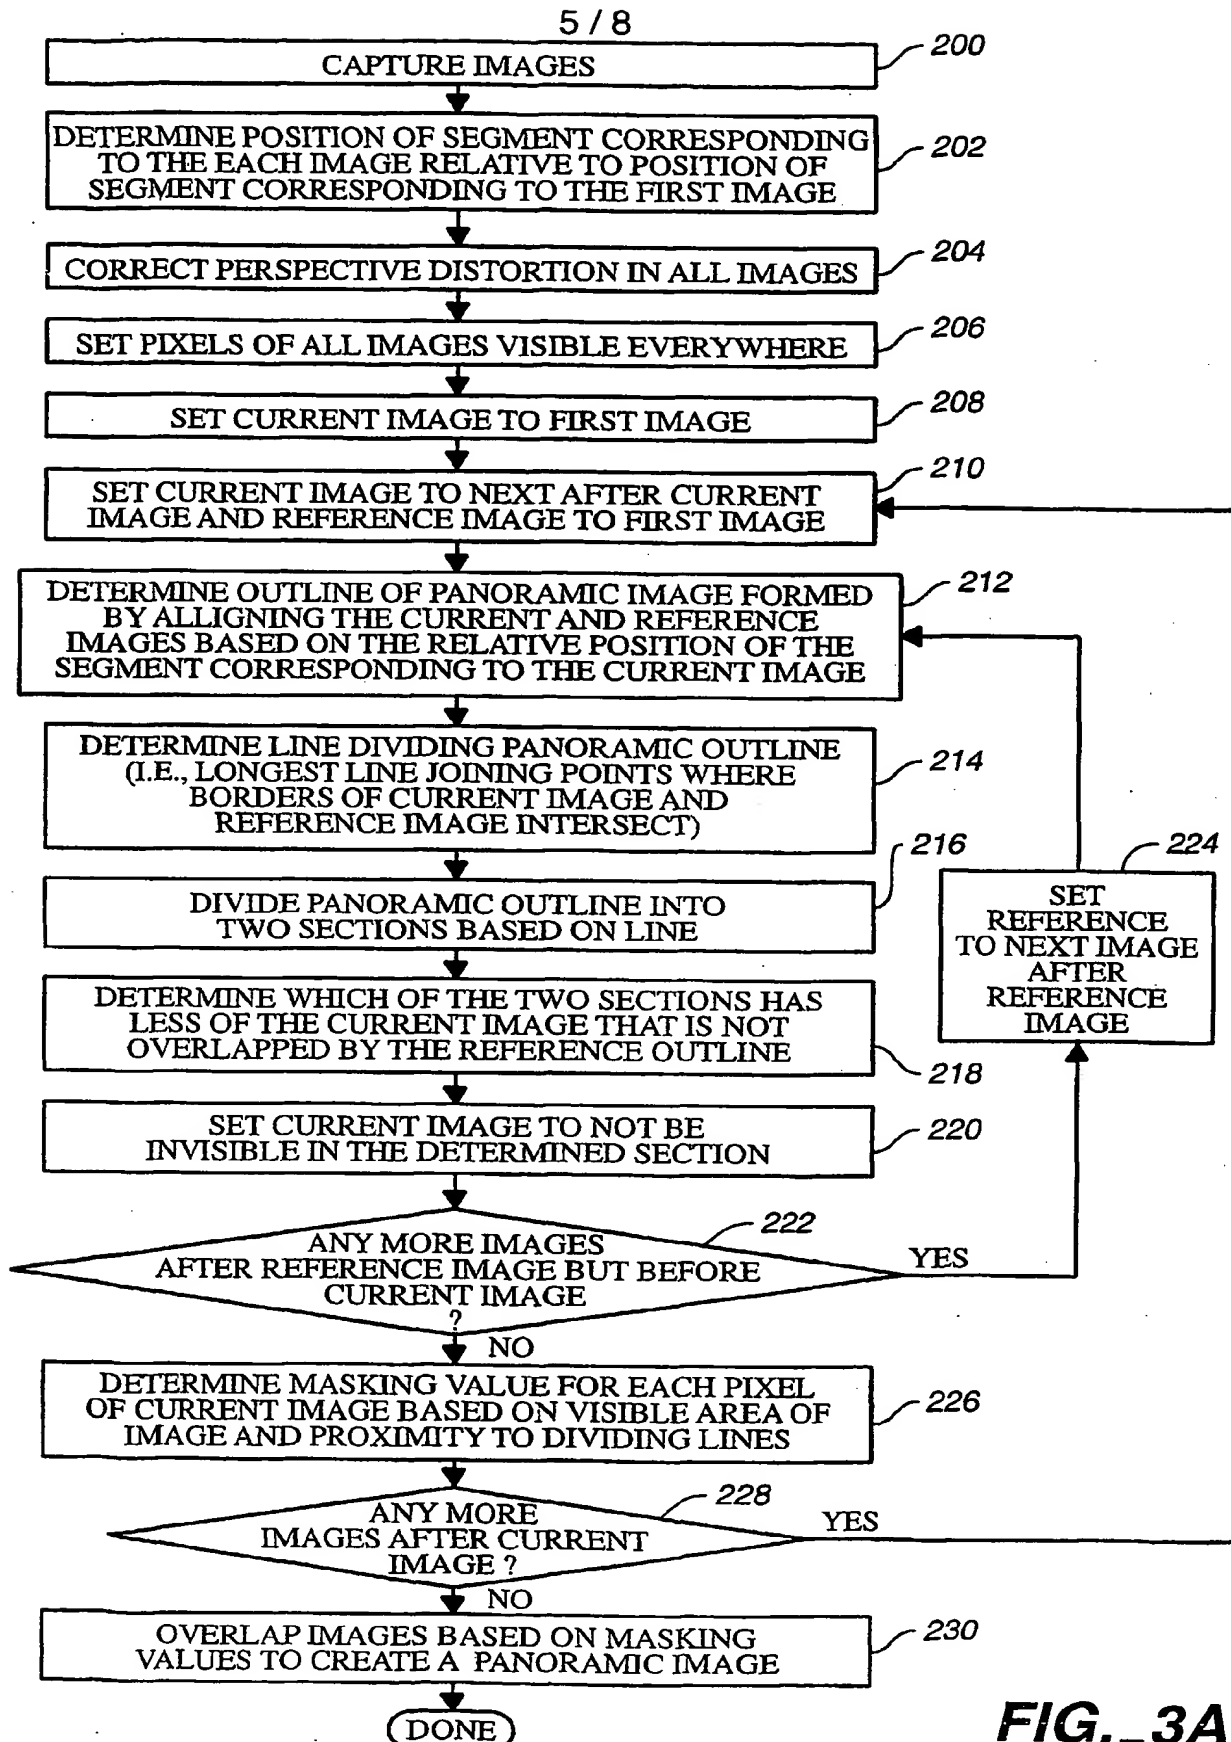 5 / 8
CAPTURE IMAGES
200
DETERMINE POSITION OF SEGMENT CORRESPONDING
TO THE EACH IMAGE RELATIVE TO POSITION OF
SEGMENT CORRESPONDING TO THE FIRST IMAGE
202
CORRECT PERSPECTIVE DISTORTION IN ALL IMAGES
204
SET PIXELS OF ALL IMAGES VISIBLE EVERYWHERE
206
SET CURRENT IMAGE TO FIRST IMAGE
208
SET CURRENT IMAGE TO NEXT AFTER CURRENT
IMAGE AND REFERENCE IMAGE TO FIRST IMAGE
210
DETERMINE OUTLINE OF PANORAMIC IMAGE FORMED
BY ALLIGNING THE CURRENT AND REFERENCE
IMAGES BASED ON THE RELATIVE POSITION OF THE
SEGMENT CORRESPONDING TO THE CURRENT IMAGE
212
DETERMINE LINE DIVIDING PANORAMIC OUTLINE
(I.E., LONGEST LINE JOINING POINTS WHERE
BORDERS OF CURRENT IMAGE AND
REFERENCE IMAGE INTERSECT)
214
DIVIDE PANORAMIC OUTLINE INTO
TWO SECTIONS BASED ON LINE
216
224
SET
REFERENCE
TO NEXT IMAGE
AFTER
REFERENCE
IMAGE
DETERMINE WHICH OF THE TWO SECTIONS HAS
LESS OF THE CURRENT IMAGE THAT IS NOT
OVERLAPPED BY THE REFERENCE OUTLINE
218
SET CURRENT IMAGE TO NOT BE
INVISIBLE IN THE DETERMINED SECTION
220
ANY MORE IMAGES
AFTER REFERENCE IMAGE BUT BEFORE
CURRENT IMAGE
?
222
YES
NO
DETERMINE MASKING VALUE FOR EACH PIXEL
OF CURRENT IMAGE BASED ON VISIBLE AREA OF
IMAGE AND PROXIMITY TO DIVIDING LINES
226
ANY MORE
IMAGES AFTER CURRENT
IMAGE ?
228
YES
NO
OVERLAP IMAGES BASED ON MASKING
VALUES TO CREATE A PANORAMIC IMAGE
230
DONE
FIG._3A